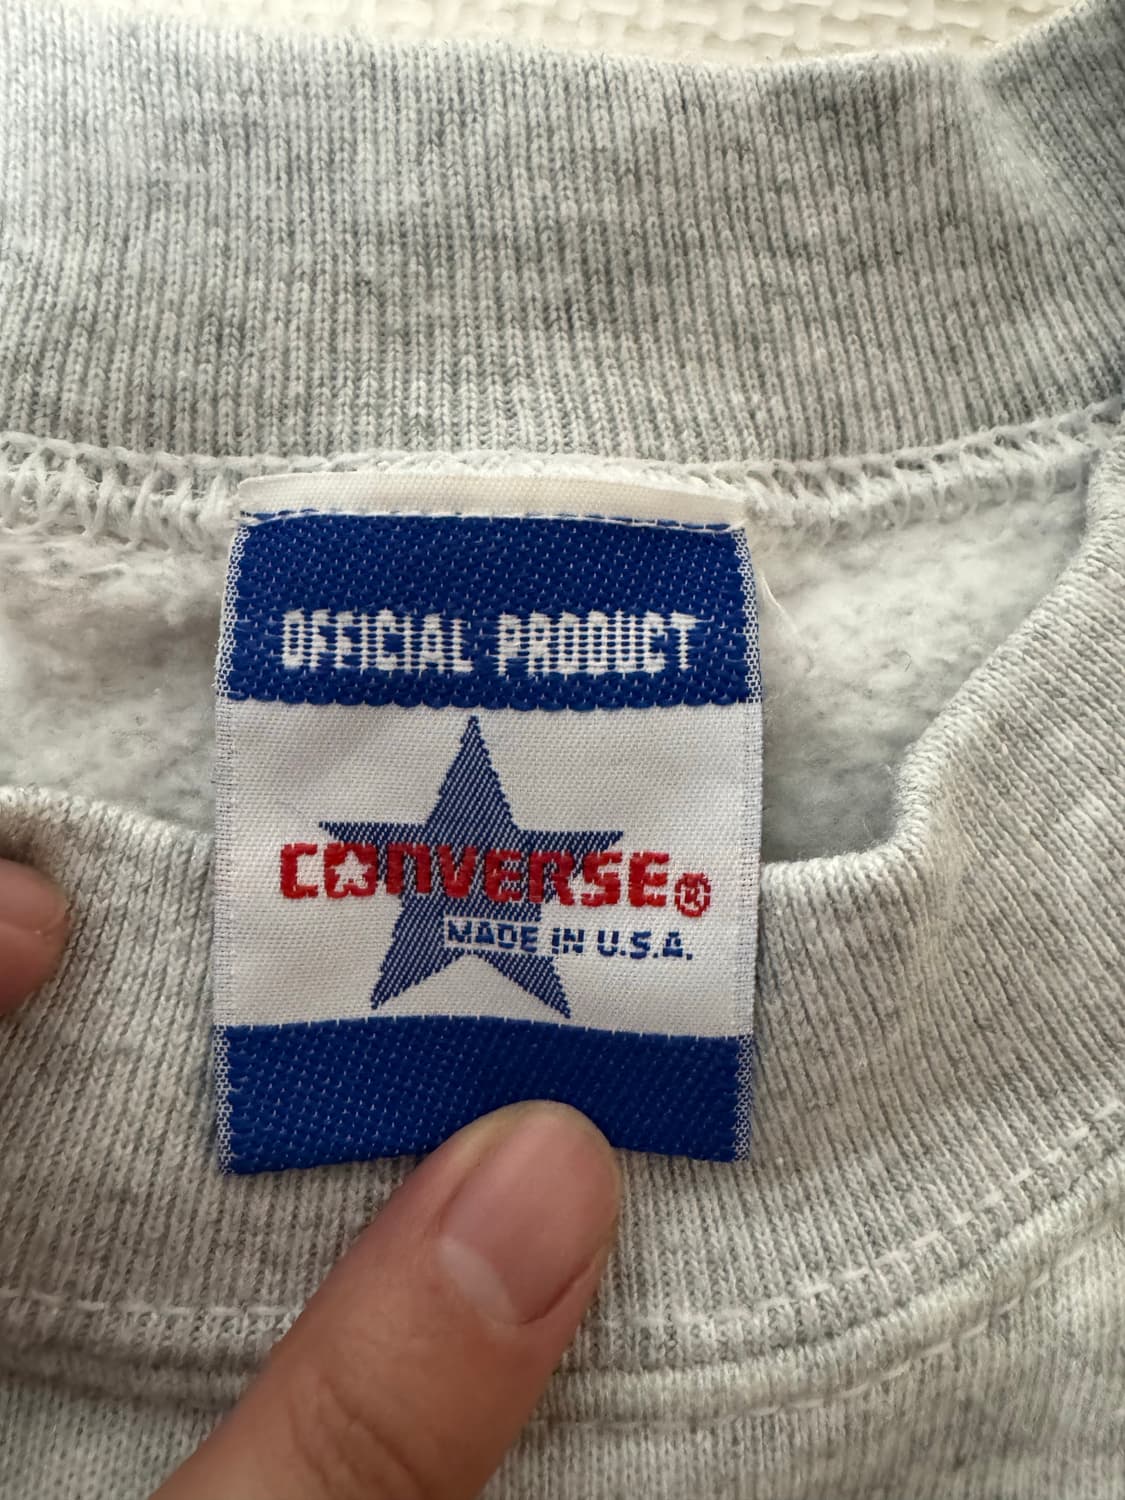 OFFICIAL PRODUCT
CONVERSE®
MADE IN U.S.A.